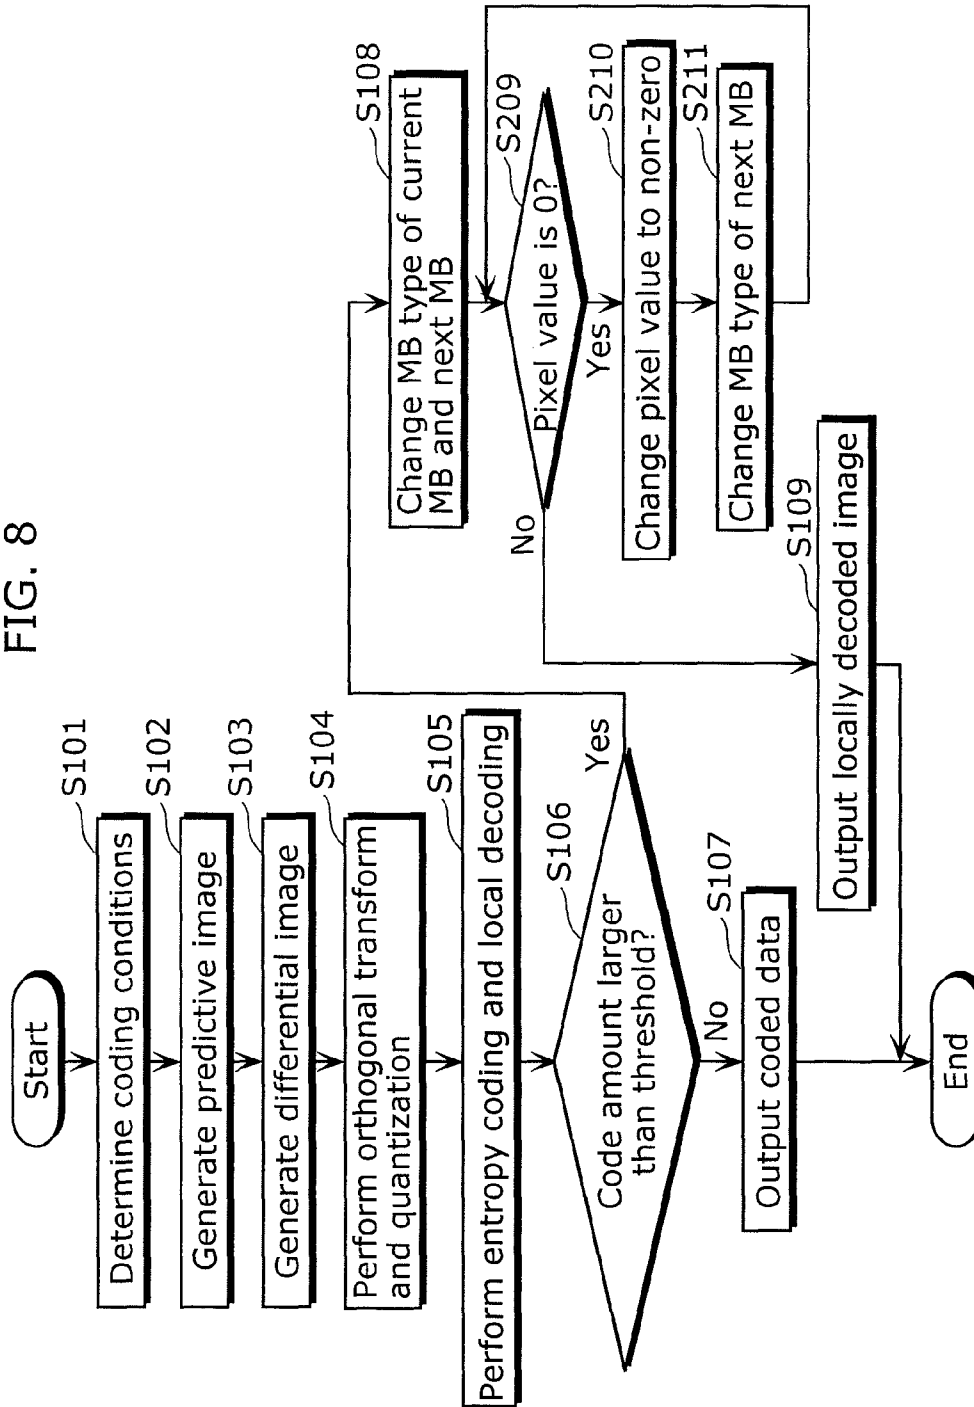 FIG. 8
Start
S101
Determine coding conditions
S102
Generate predictive image
S103
Generate differential image
S104
Perform orthogonal transform
and quantization
S105
Perform entropy coding and local decoding
S106
Code amount larger
than threshold?
Yes
No
S107
Output coded data
End
S108
Change MB type of current
MB and next MB
S209
Pixel value is 0?
Yes
No
S210
Change pixel value to non-zero
S211
Change MB type of next MB
S109
Output locally decoded image